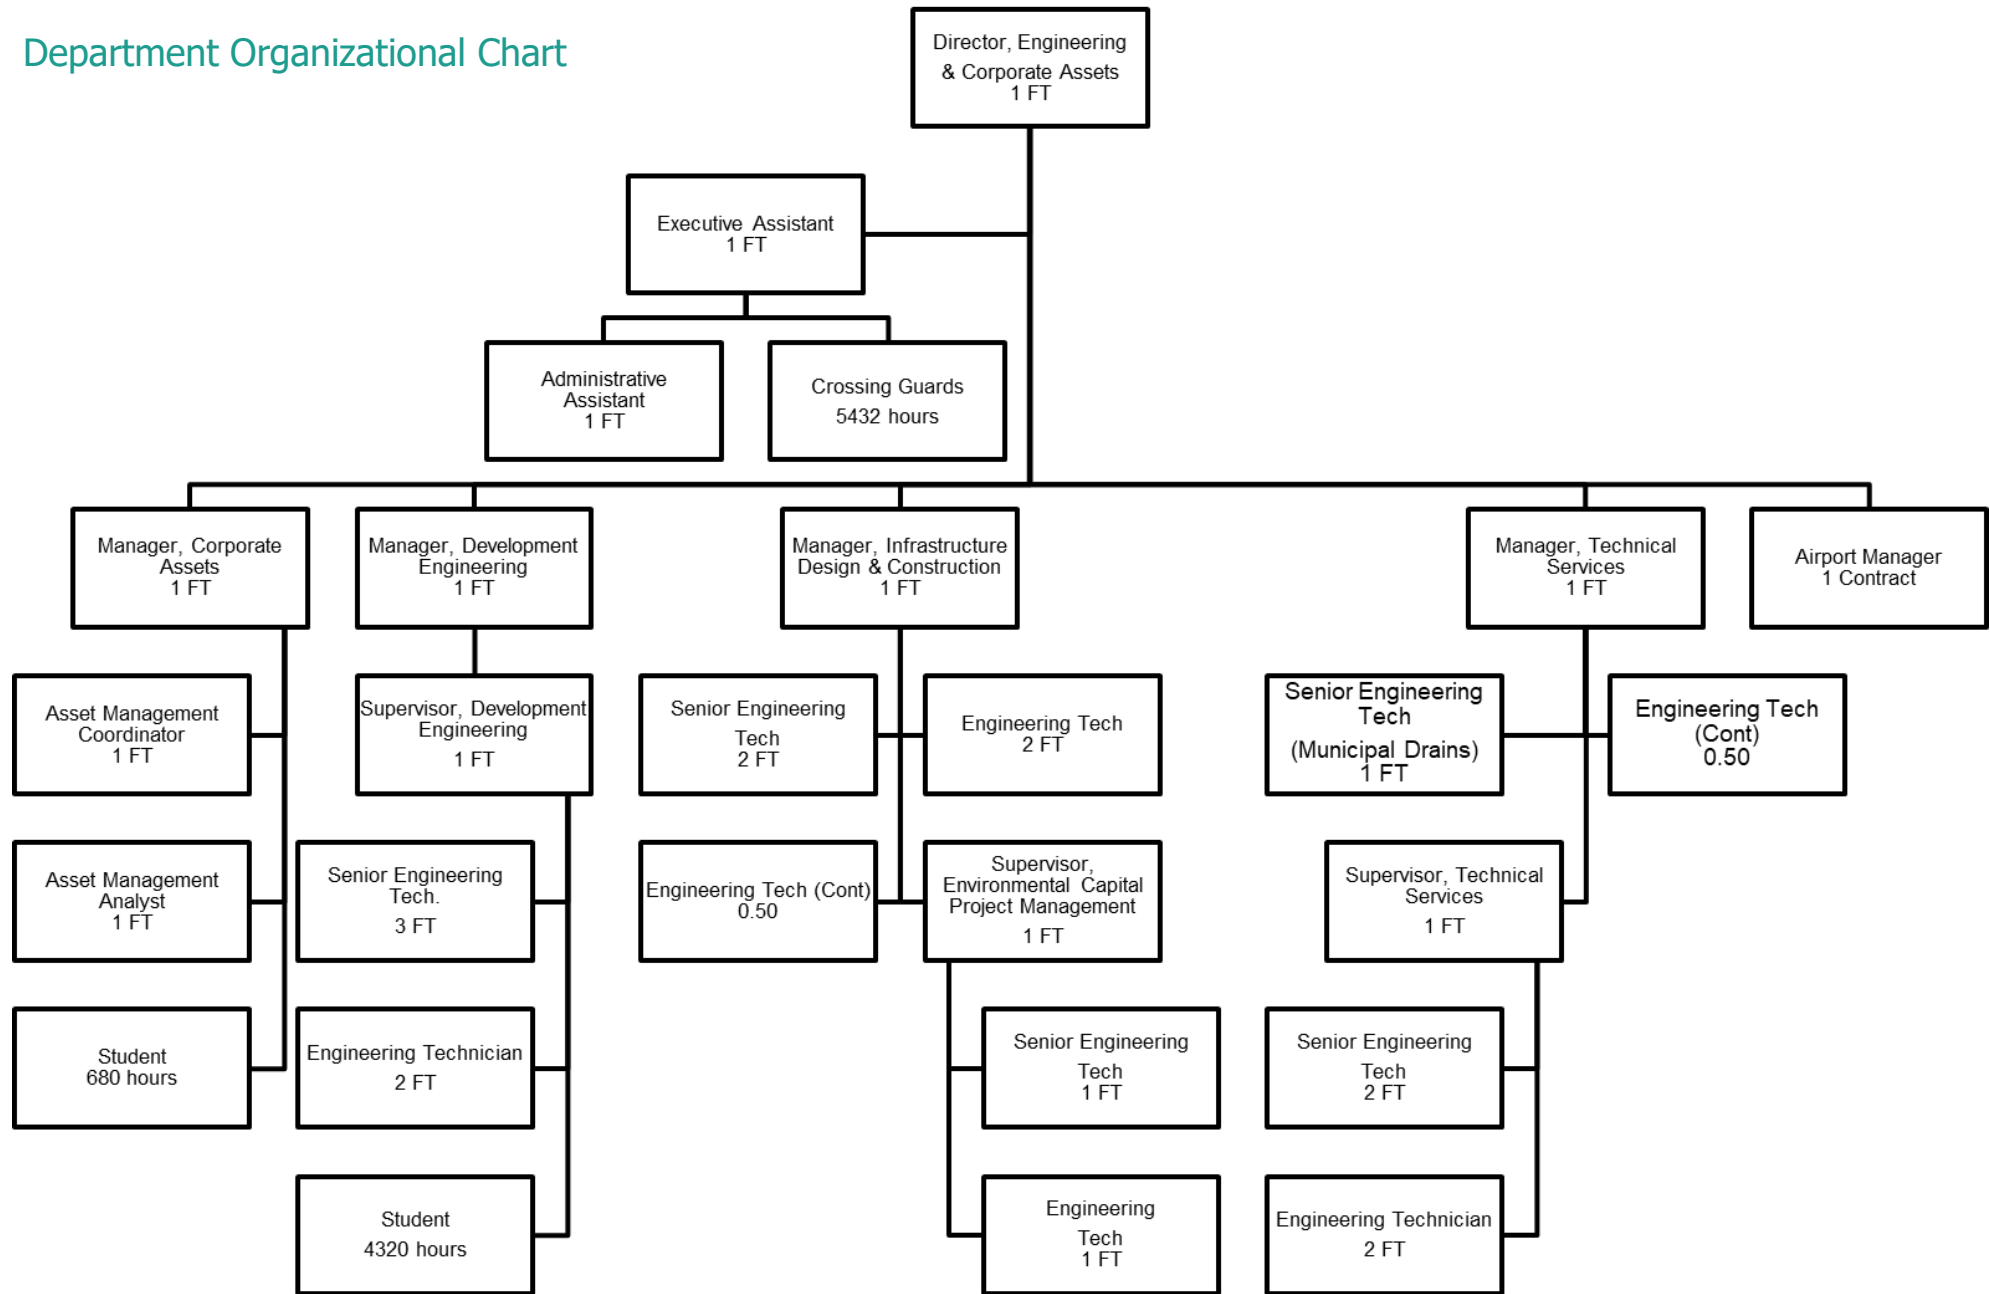 Department Organizational Chart
Director, Engineering
& Corporate Assets
1 FT
Executive Assistant
1 FT
Administrative
Assistant
1 FT
Crossing Guards
5432 hours
Manager, Corporate
Assets
1 FT
Manager, Development
Engineering
1 FT
Manager, Infrastructure
Design & Construction
1 FT
Manager, Technical
Services
1 FT
Airport Manager
1 Contract
Asset Management
Coordinator
1 FT
Supervisor, Development
Engineering
1 FT
Senior Engineering
Tech
2 FT
Engineering Tech
2 FT
Senior Engineering
Tech
(Municipal Drains)
1 FT
Engineering Tech
(Cont)
0.50
Asset Management
Analyst
1 FT
Senior Engineering
Tech.
3 FT
Engineering Tech (Cont)
0.50
Supervisor,
Environmental Capital
Project Management
1 FT
Supervisor, Technical
Services
1 FT
Student
680 hours
Engineering Technician
2 FT
Senior Engineering
Tech
1 FT
Senior Engineering
Tech
2 FT
Student
4320 hours
Engineering
Tech
1 FT
Engineering Technician
2 FT